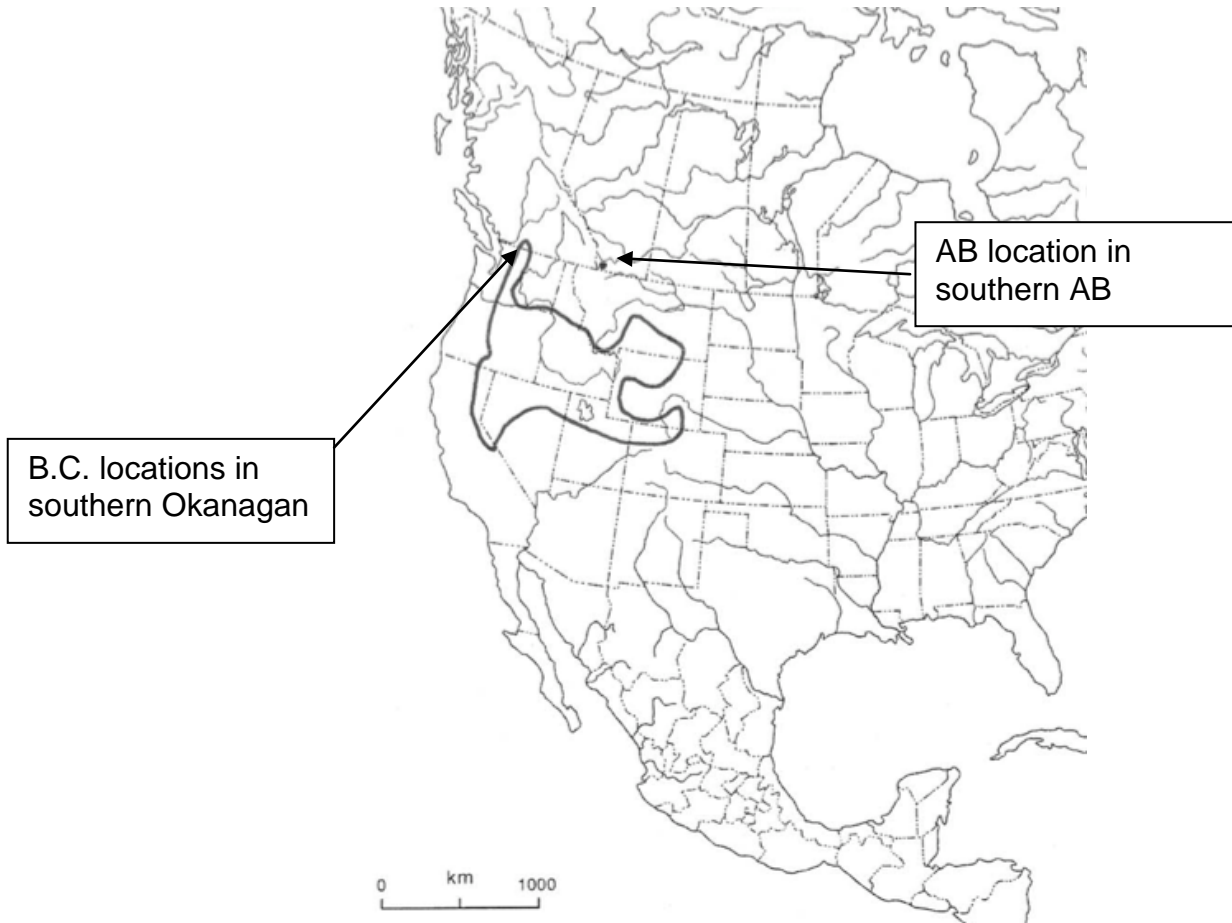 AB location in
southern AB
B.C. locations in
southern Okanagan
km
0 1000